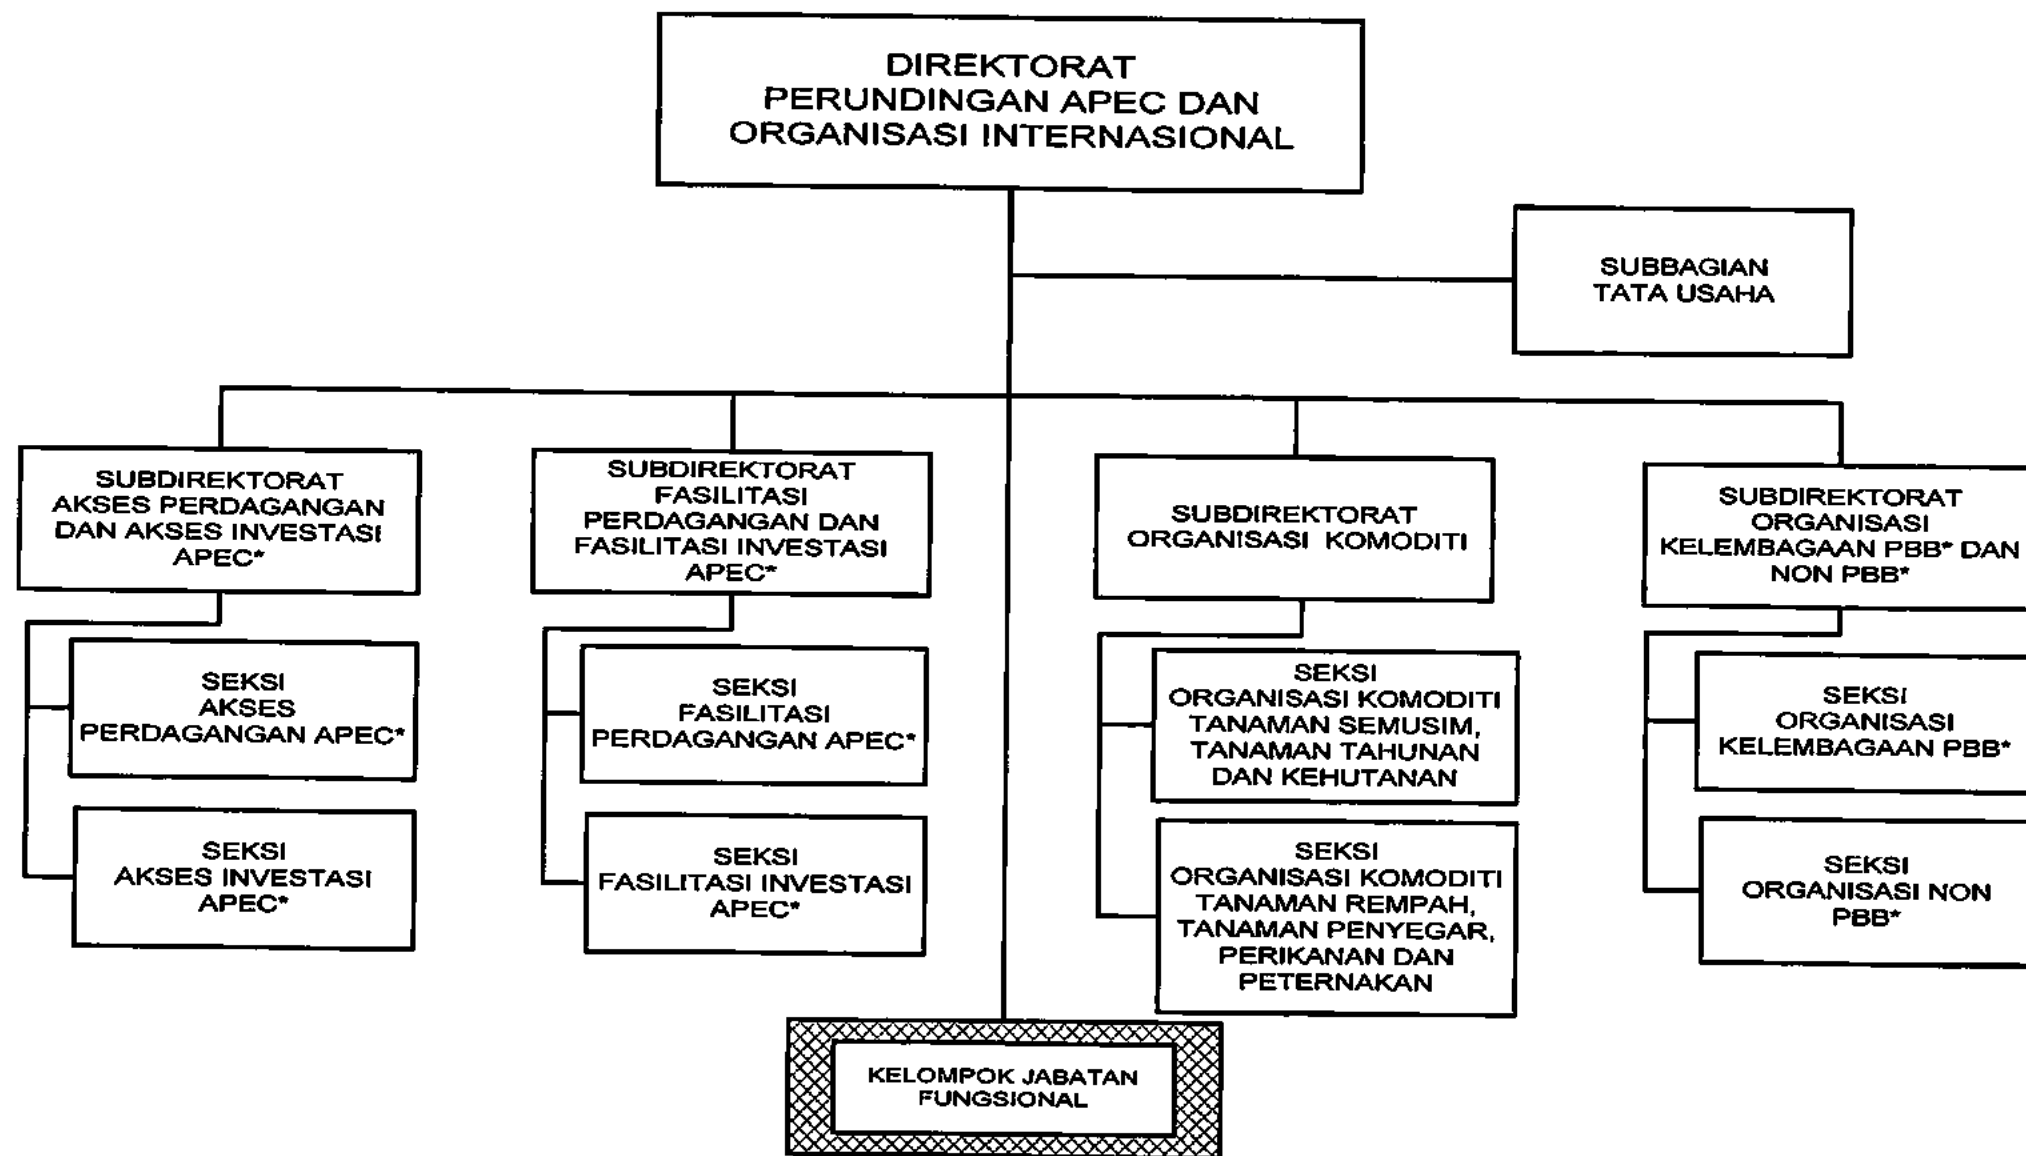 DIREKTORAT
PERUNDINGAN APEC DAN
ORGANISASI INTERNASIONAL
SUBBAGIAN
TATA USAHA
SUBDIREKTORAT
AKSES PERDAGANGAN
DAN AKSES INVESTASI
APEC*
SUBDIREKTORAT
FASILITASI
PERDAGANGAN DAN
FASILITASI INVESTASI
APEC*
SUBDIREKTORAT
ORGANISASI KOMODITI
SUBDIREKTORAT
ORGANISASI
KELEMBAGAAN PBB* DAN
NON PBB*
SEKSI
AKSES
PERDAGANGAN APEC*
SEKSI
FASILITASI
PERDAGANGAN APEC*
SEKSI
ORGANISASI KOMODITI
TANAMAN SEMUSIM,
TANAMAN TAHUNAN
DAN KEHUTANAN
SEKSI
ORGANISASI
KELEMBAGAAN PBB*
SEKSI
AKSES INVESTASI
APEC*
SEKSI
FASILITASI INVESTASI
APEC*
SEKSI
ORGANISASI KOMODITI
TANAMAN REMPAH,
TANAMAN PENYEGAR,
PERIKANAN DAN
PETERNAKAN
SEKSI
ORGANISASI NON
PBB*
KELOMPOK JABATAN
FUNGSIONAL